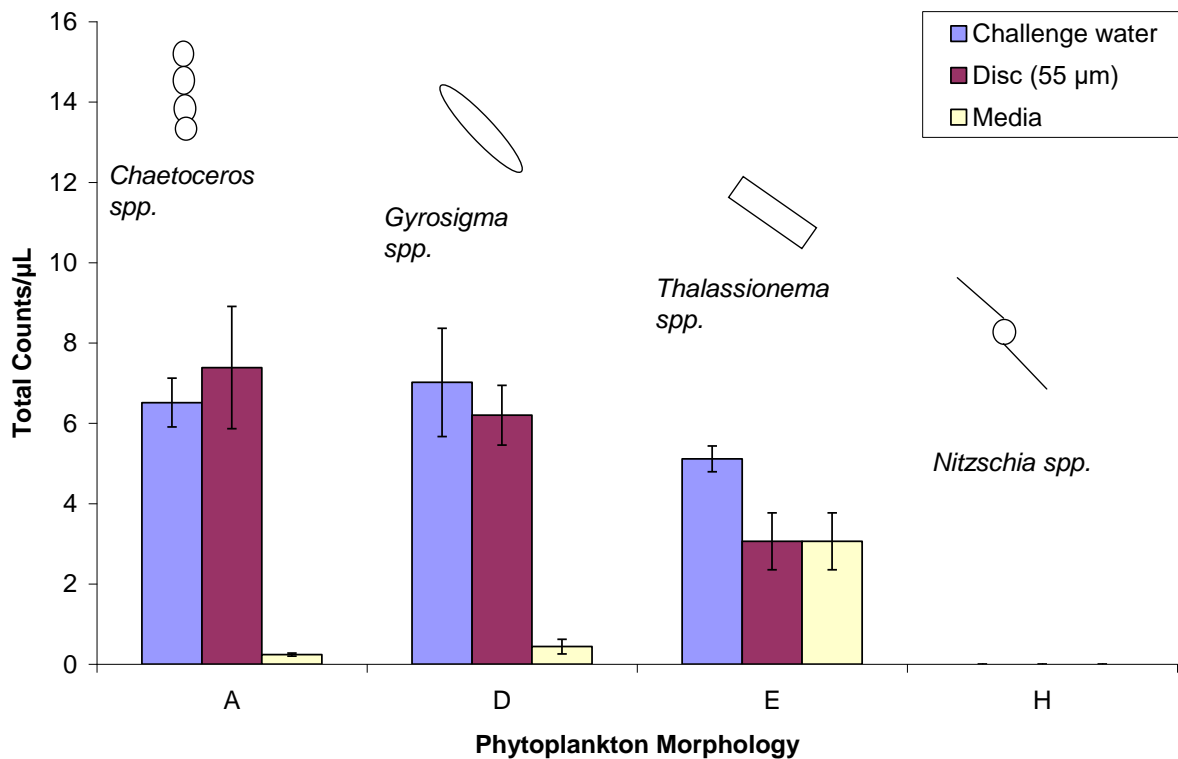 16
14
12
10
8
6
4
2
0
Total Counts/µL
Challenge water
Disc (55 µm)
Media
Chaetoceros
spp.
Gyrosigma
spp.
Thalassionema
spp.
Nitzschia spp.
A
D
E
H
Phytoplankton Morphology